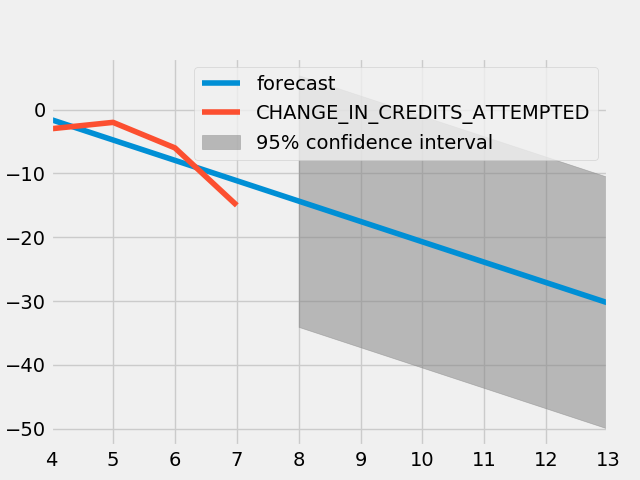 forecast
CHANGE_IN_CREDITS_ATTEMPTED
95% confidence interval
0
−10
−20
−30
−40
−50
4 5 6 7 8 9 10 11 12 13